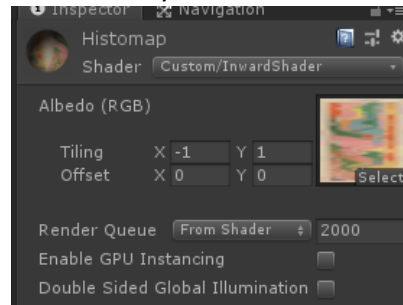 Inspector Navigation
Histomap
Shader Custom/InwardShader
Albedo (RGB)
Tiling X -1 Y 1
Offset X 0 Y 0
Select
Render Queue From Shader 2000
Enable GPU Instancing
Double Sided Global Illumination